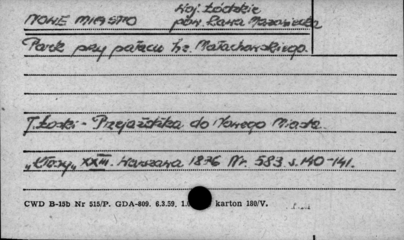 Woj. Łódzkie
NOWE MIASTO pow. Rawa Mazowiecka
Park przy pałacu hr. Małachowskiego.
J. Łoski - Przejażdżka do Nowego Miasta.
"Kłosy" XXIII. Warszawa 1876 Nr. 583 s. 140-141.
CWD B-15b Nr 515/P. GDA-809. 6.3.59, karton 180/V.